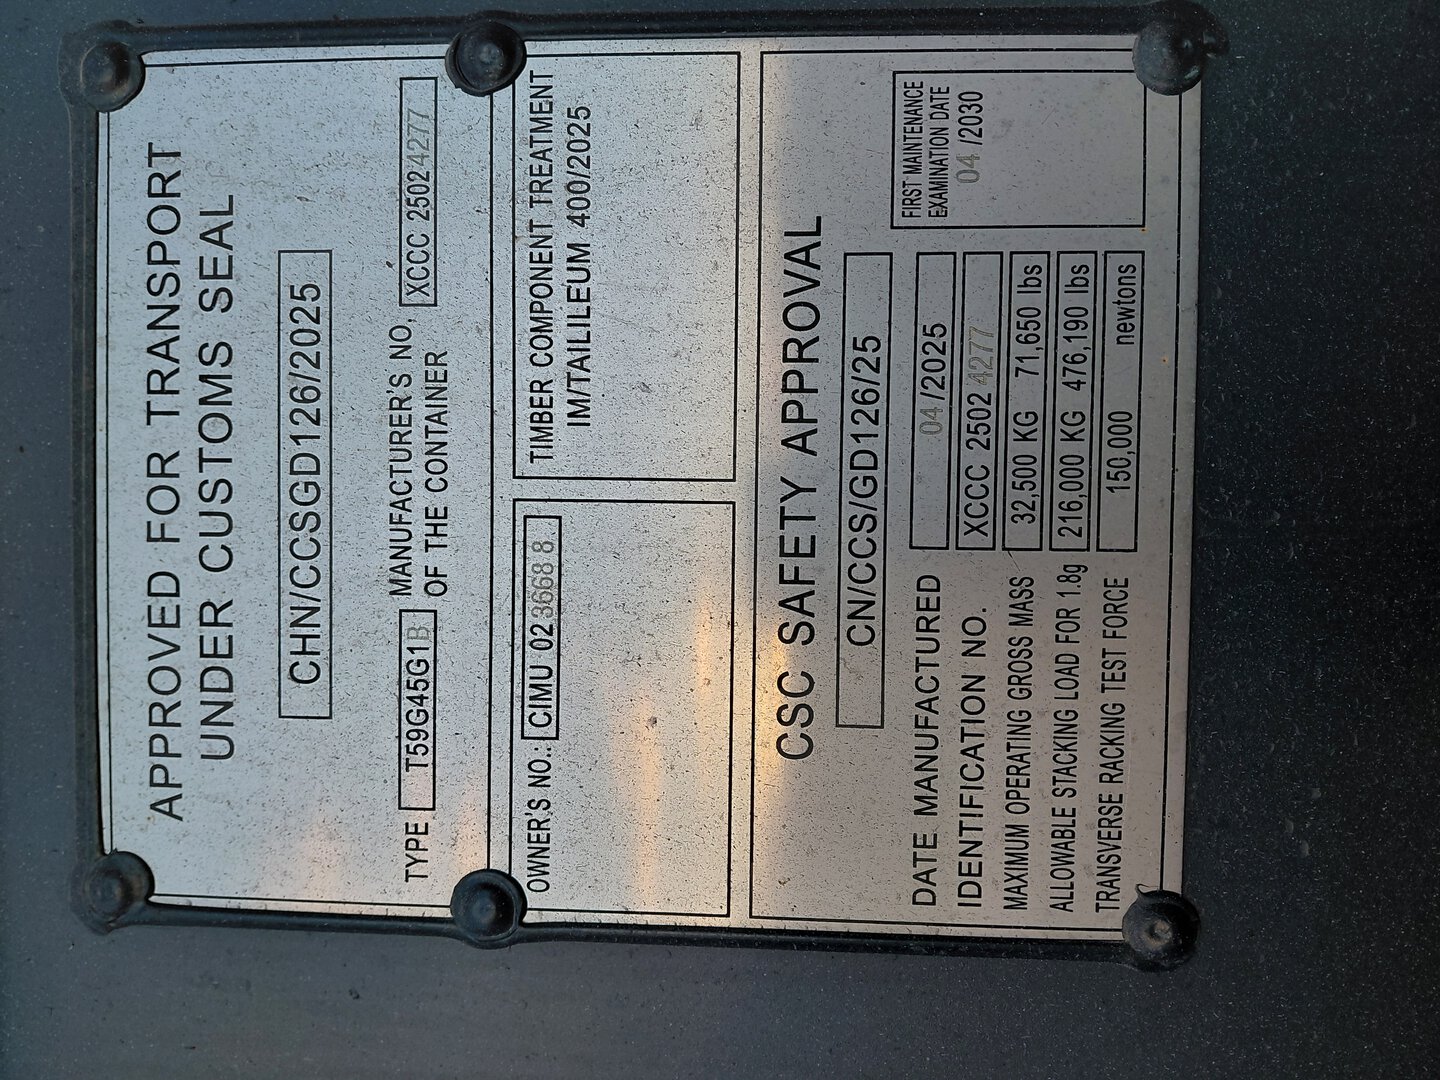 APPROVED FOR TRANSPORT
UNDER CUSTOMS SEAL
CHN/CCSGD126/2025
TYPE T59G45G1B MANUFACTURER'S NO, OF THE CONTAINER XCCC 25024277
OWNER'S NO.: CIMU 02 3668 8
TIMBER COMPONENT TREATMENT
IM/TAILILEUM 400/2025
CSC SAFETY APPROVAL
CN/CCS/GD126/25
DATE MANUFACTURED 04/2025
IDENTIFICATION NO. XCCC 2502 4277
MAXIMUM OPERATING GROSS MASS 32,500 KG 71,650 lbs
ALLOWABLE STACKING LOAD FOR 1.8g 216,000 KG 476,190 lbs
TRANSVERSE RACKING TEST FORCE 150,000 newtons
FIRST MAINTENANCE
EXAMINATION DATE
04 /2030